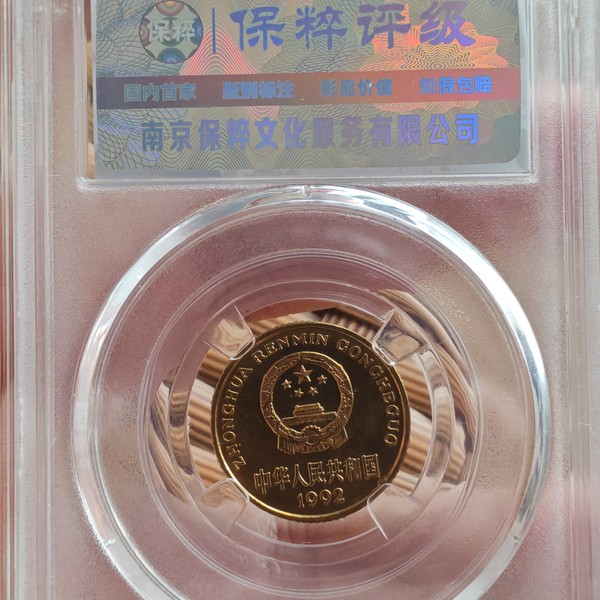 保粹 保粹评级
国内首家 版别标注 彰显价值 检假包赔
南京保粹文化服务有限公司
ZHONGHUA RENMIN GONGHEGUO
中华人民共和国
1992